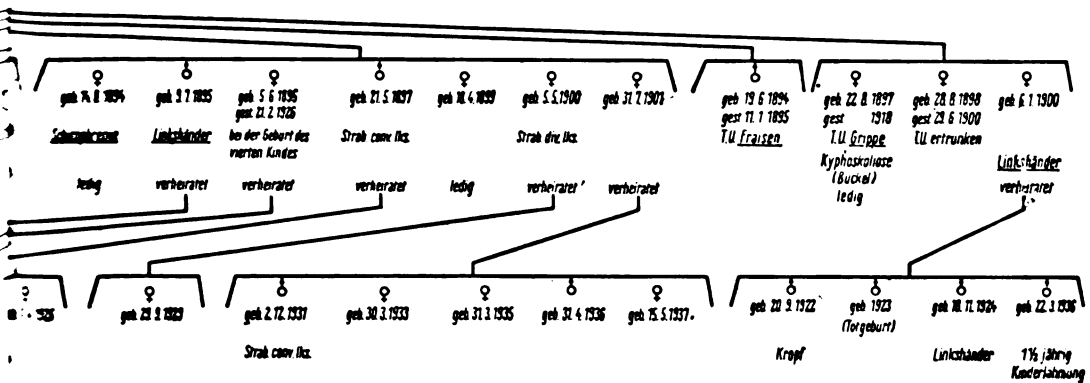 geb. 14. 8. 1894 geb. 9. 7. 1895 geb. 5. 6. 1896 geb. 21. 5. 1897 geb. 18. 4. 1899 geb. 5. 5. 1900 geb. 31. 7. 1901
gest. 21. 2. 1926
Linkshänder bei der Geburt des Strab. conv. lks. Strab. div. lks.
vierten Kindes
ledig verheiratet verheiratet verheiratet ledig verheiratet verheiratet
geb. 19. 6. 1894
gest. 11. 1. 1895
T.U. Fraisen
geb. 22. 8. 1897 geb. 28. 8. 1898 geb. 6. 1. 1900
gest. 1918 gest. 29. 6. 1900
T.U. Grippe T.U. ertrunken
Kyphoskoliose Linkshänder
(Buckel) verheiratet
ledig
1926 geb. 29. 9. 1929 geb. 2. 12. 1931 geb. 30. 3. 1933 geb. 31. 3. 1935 geb. 31. 4. 1936 geb. 15. 5. 1937
Strab. conv. lks.
geb. 20. 9. 1922 geb. 1923 geb. 18. 11. 1924 geb. 22. 3. 1936
(Totgeburt)
Kropf Linkshänder 1½ jährig
Kinderlähmung